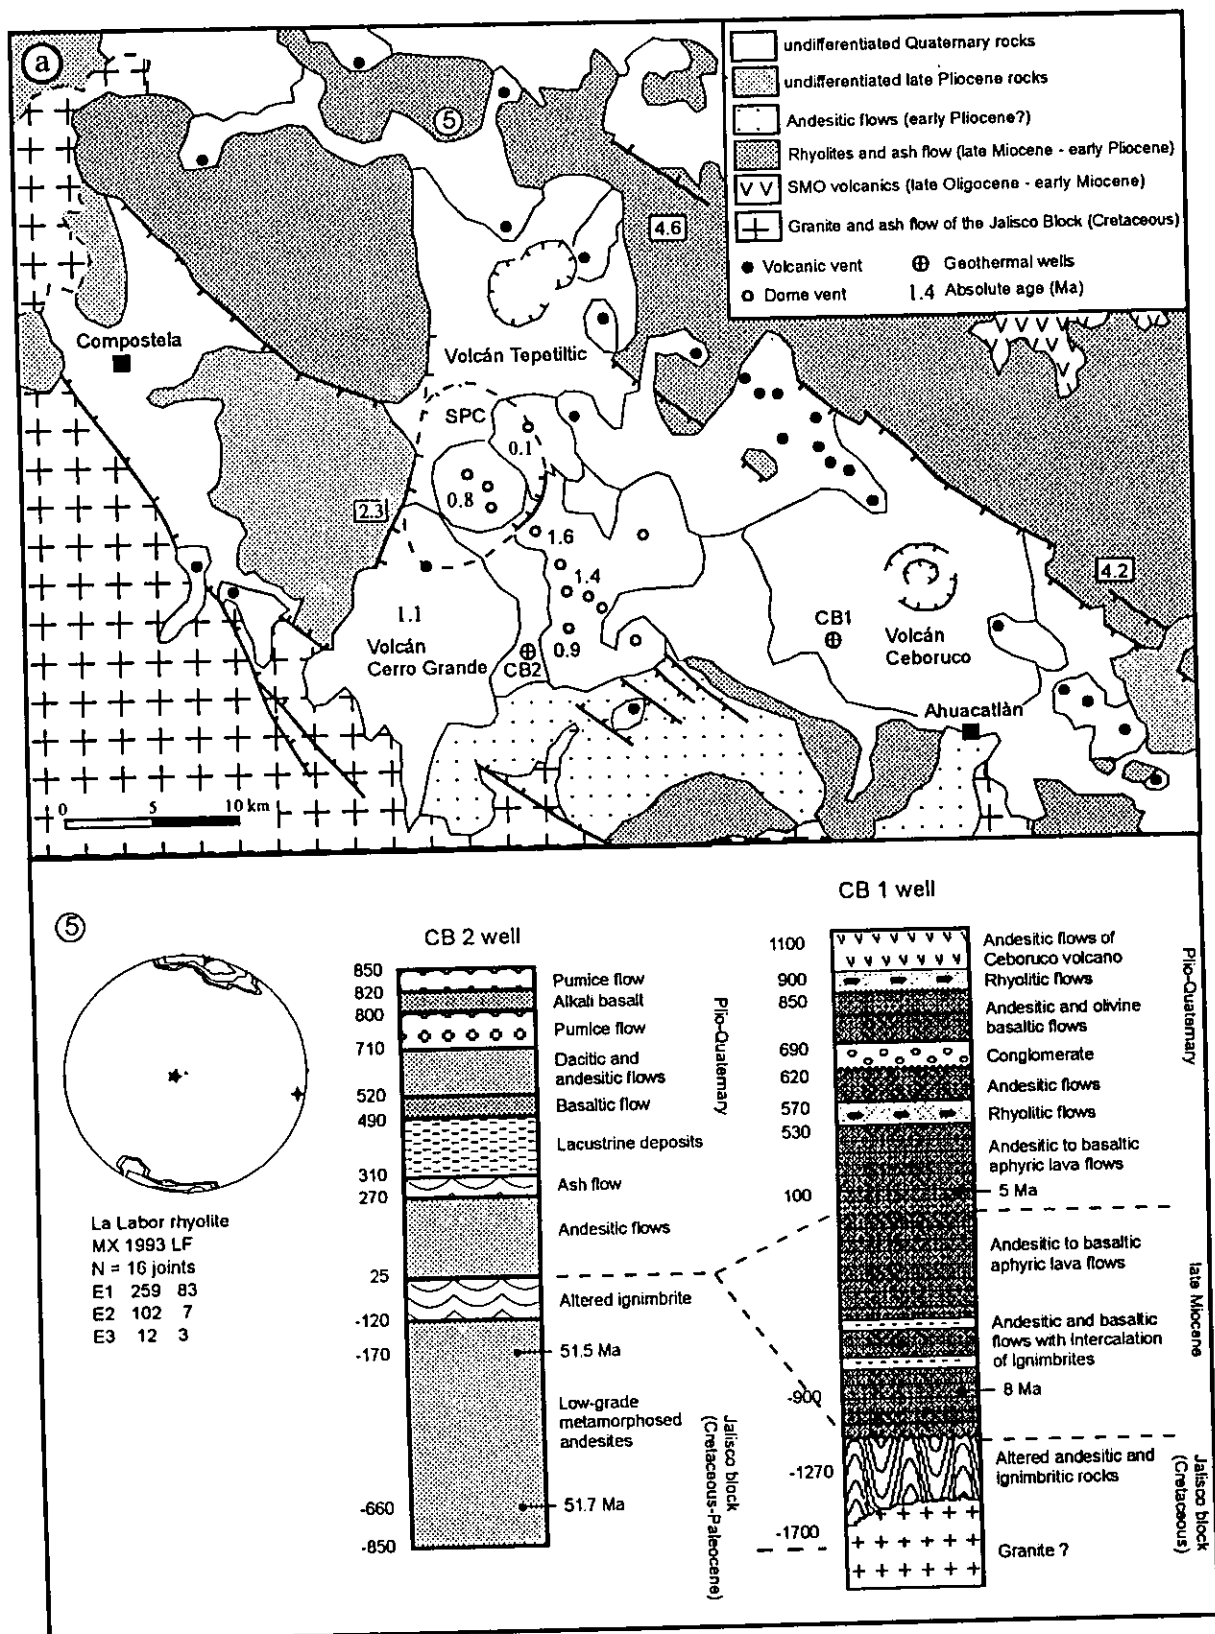 a
undifferentiated Quaternary rocks
undifferentiated late Pliocene rocks
Andesitic flows (early Pliocene?)
Rhyolites and ash flow (late Miocene - early Pliocene)
SMO volcanics (late Oligocene - early Miocene)
Granite and ash flow of the Jalisco Block (Cretaceous)
Volcanic vent
Geothermal wells
Dome vent
1.4 Absolute age (Ma)
5
4.6
Compostela
Volcán Tepetiltic
SPC
0.1
0.8
2.3
1.6
1.4
4.2
1.1
Volcán
Cerro Grande
CB2
0.9
CB1
Volcán
Ceboruco
Ahuacatlàn
0 5 10 km
5
La Labor rhyolite
MX 1993 LF
N = 16 joints
E1 259 83
E2 102 7
E3 12 3
CB 2 well
850
820
800
710
520
490
310
270
25
-120
-170
-660
-850
Pumice flow
Alkali basalt
Pumice flow
Dacitic and
andesitic flows
Basaltic flow
Lacustrine deposits
Ash flow
Andesitic flows
Altered ignimbrite
51.5 Ma
Low-grade
metamorphosed
andesites
51.7 Ma
Plio-Quaternary
Jalisco block
(Cretaceous-Paleocene)
CB 1 well
1100
900
850
690
620
570
530
100
-900
-1270
-1700
Andesitic flows of
Ceboruco volcano
Rhyolitic flows
Andesitic and olivine
basaltic flows
Conglomerate
Andesitic flows
Rhyolitic flows
Andesitic to basaltic
aphyric lava flows
5 Ma
Andesitic to basaltic
aphyric lava flows
Andesitic and basaltic
flows with Intercalation
of Ignimbrites
8 Ma
Altered andesitic and
ignimbritic rocks
Granite ?
Plio-Quaternary
late Miocene
Jalisco block
(Cretaceous)